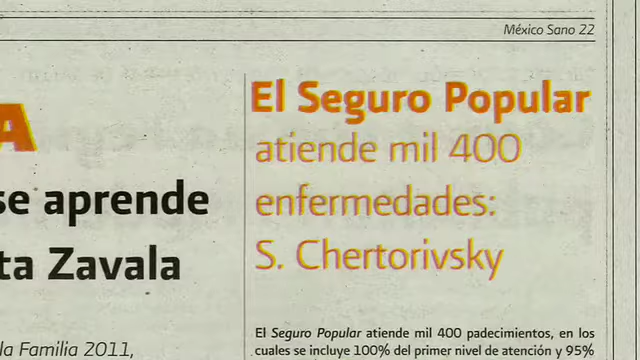 México Sano 22
A
se aprende
ta Zavala
la Familia 2011,
El Seguro Popular
atiende mil 400
enfermedades:
S. Chertorivsky
El Seguro Popular atiende mil 400 padecimientos, en los
cuales se incluye 100% del primer nivel de atención y 95%